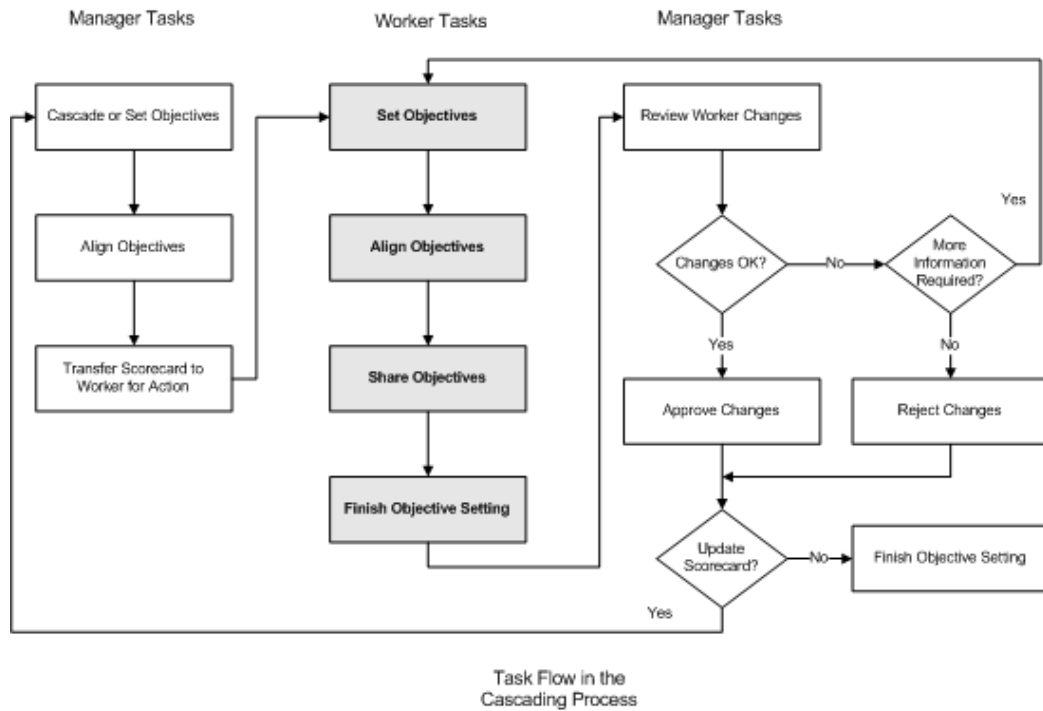 Manager Tasks
Worker Tasks
Manager Tasks
Cascade or Set Objectives
Set Objectives
Review Worker Changes
Yes
Align Objectives
Align Objectives
Changes OK?
No
More
Information
Required?
Yes
No
Transfer Scorecard to
Worker for Action
Share Objectives
Approve Changes
Reject Changes
Finish Objective Setting
Update
Scorecard?
No
Finish Objective Setting
Yes
Task Flow in the
Cascading Process